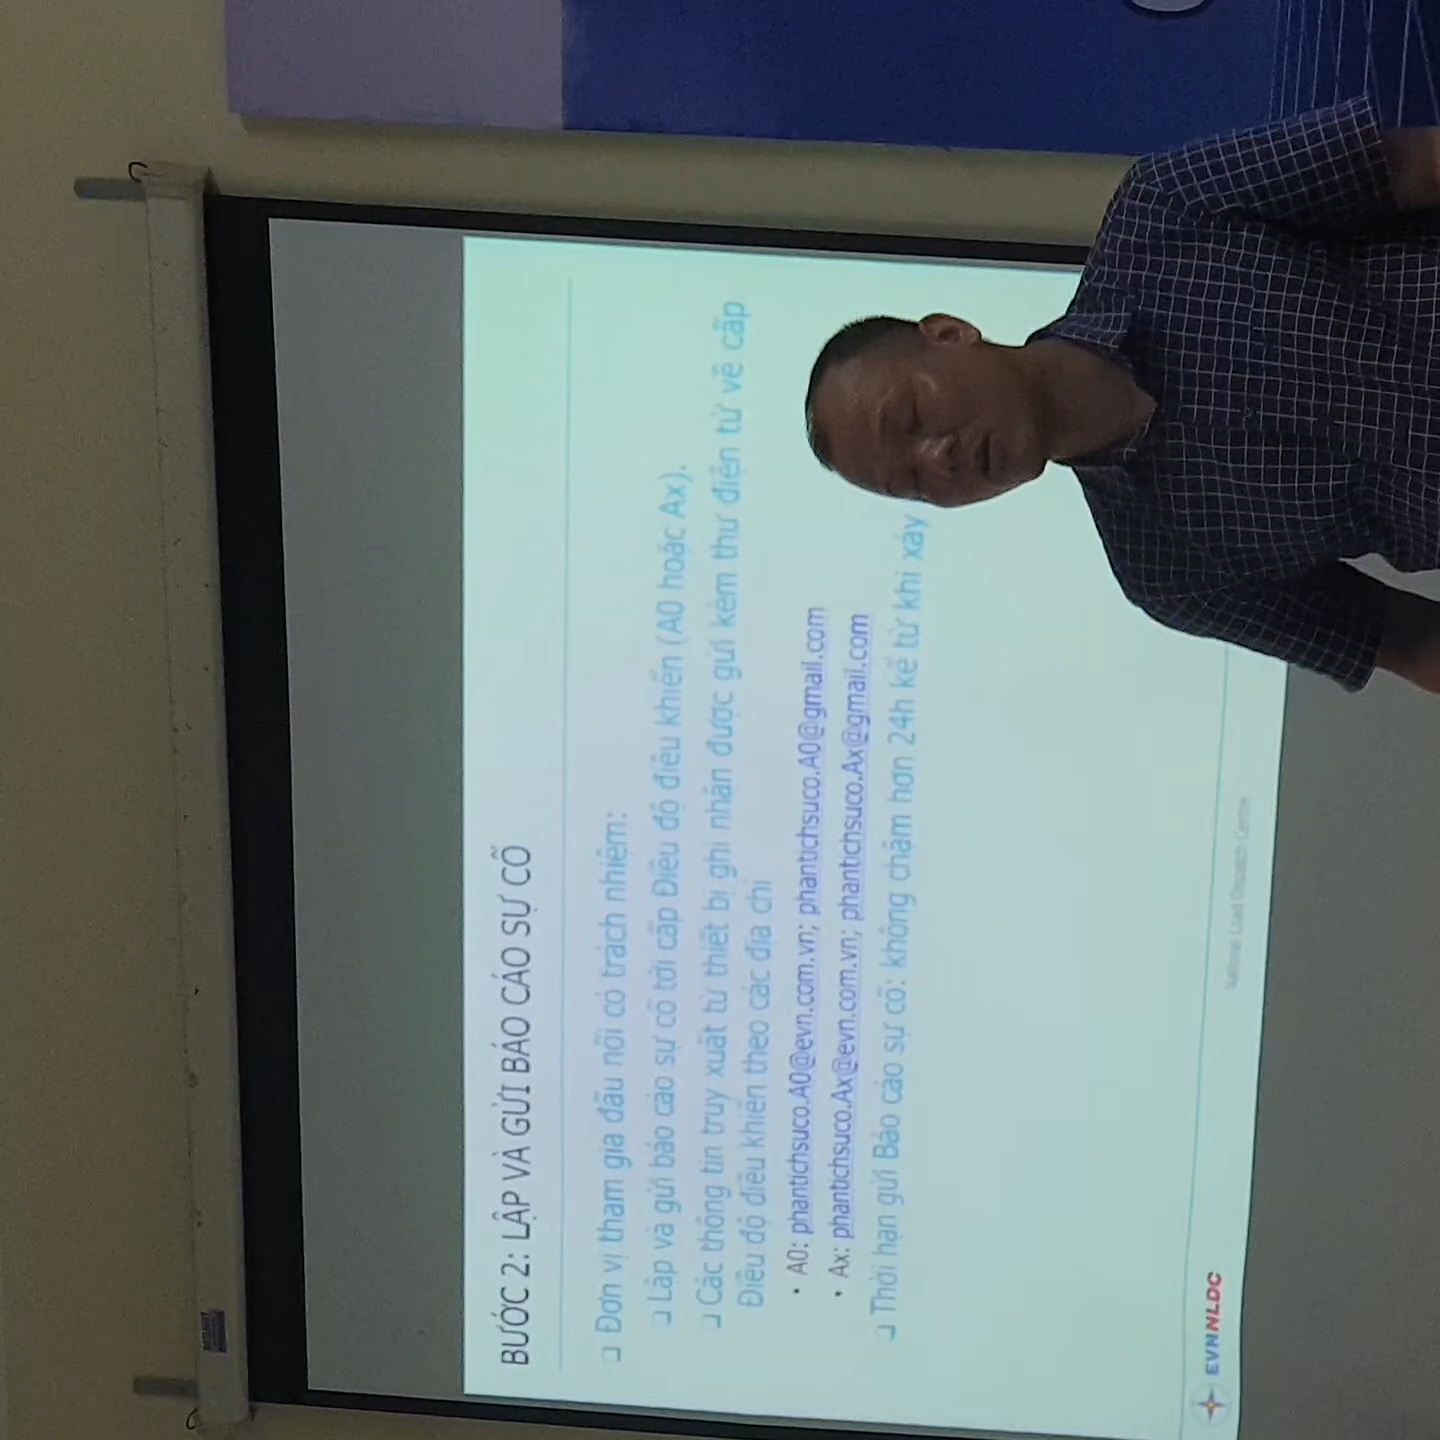 BƯỚC 2: LẬP VÀ GỬI BÁO CÁO SỰ CỐ
❑ Đơn vị tham gia đấu nối có trách nhiệm:
❑ Lập và gửi báo cáo sự cố tới cấp Điều độ điều khiển (A0 hoặc Ax).
❑ Các thông tin truy xuất từ thiết bị ghi nhận được gửi kèm thư điện tử về cấp
Điều độ điều khiển theo các địa chỉ
• A0: phantichsuco.A0@evn.com.vn; phantichsuco.A0@gmail.com
• Ax: phantichsuco.Ax@evn.com.vn; phantichsuco.Ax@gmail.com
❑ Thời hạn gửi Báo cáo sự cố: không chậm hơn 24h kể từ khi xảy
EVNNLDC
National Load Dispatch Centre